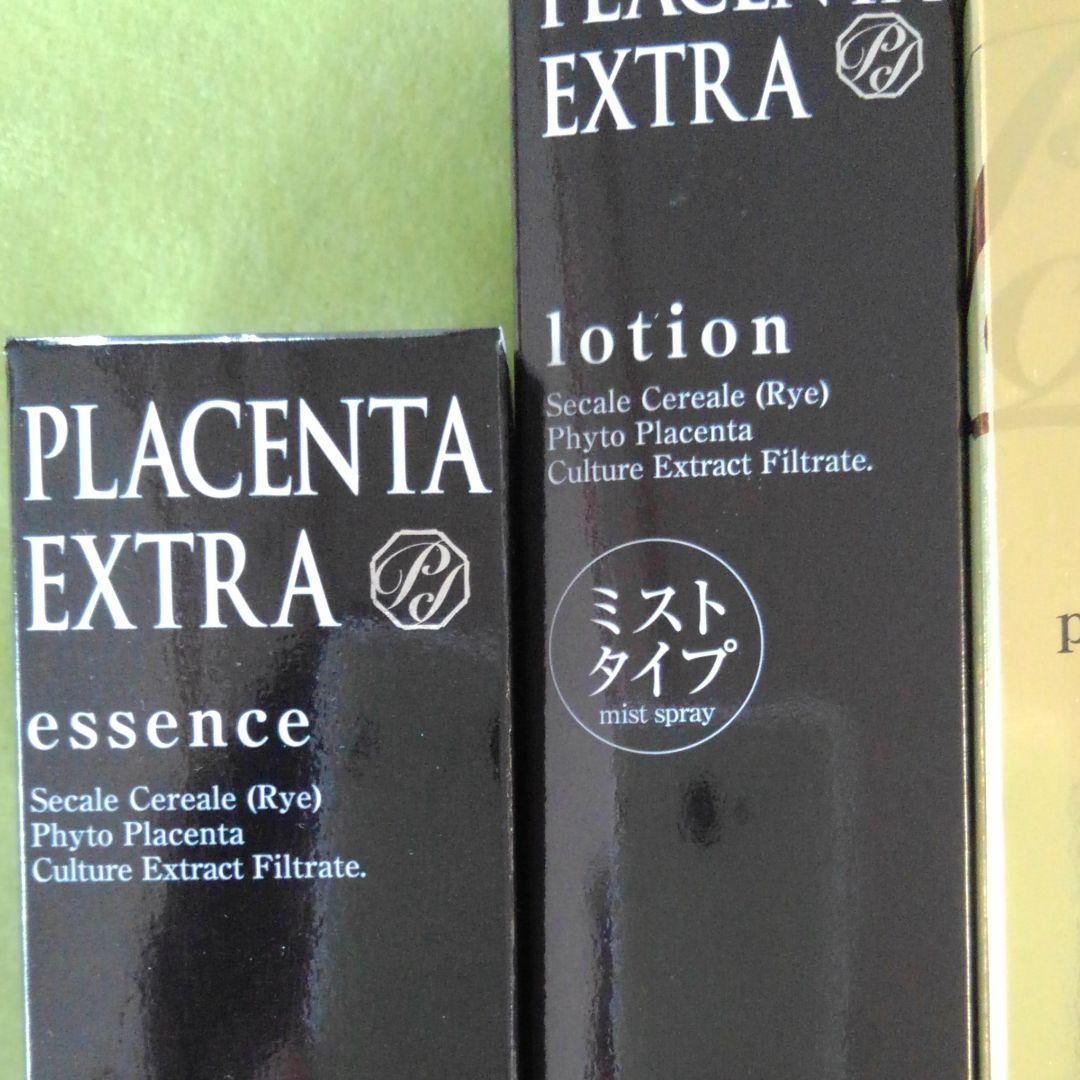 PLACENTA
EXTRA
essence
Secale Cereale (Rye)
Phyto Placenta
Culture Extract Filtrate.
PLACENTA
EXTRA
lotion
Secale Cereale (Rye)
Phyto Placenta
Culture Extract Filtrate.
ミスト
タイプ
mist spray